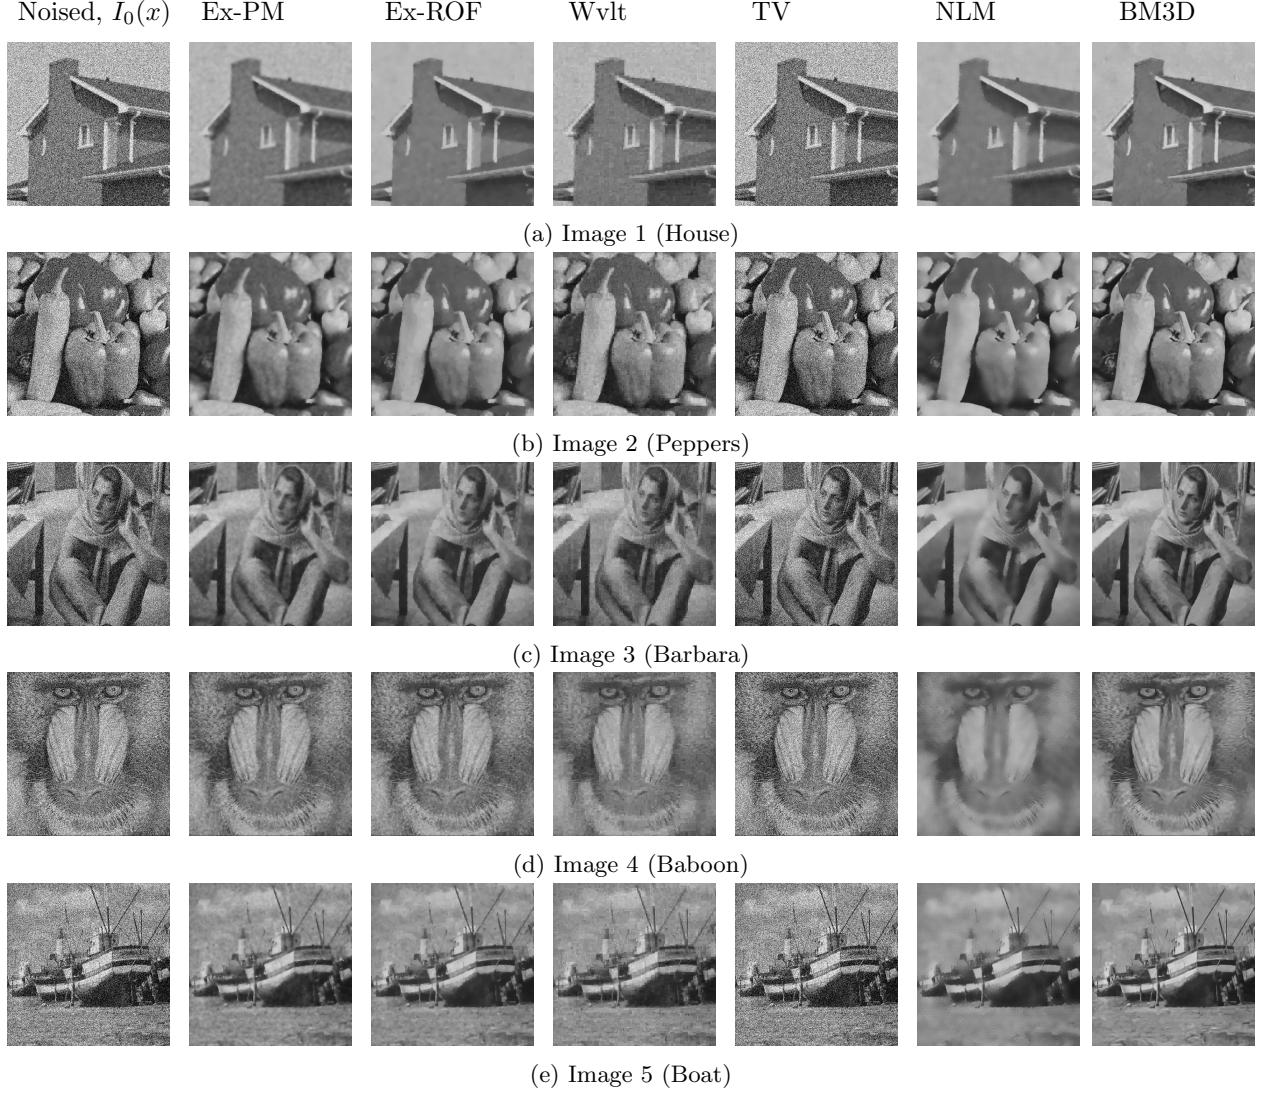 Noised, I₀(x) Ex-PM Ex-ROF Wvlt TV NLM BM3D
(a) Image 1 (House)
(b) Image 2 (Peppers)
(c) Image 3 (Barbara)
(d) Image 4 (Baboon)
(e) Image 5 (Boat)